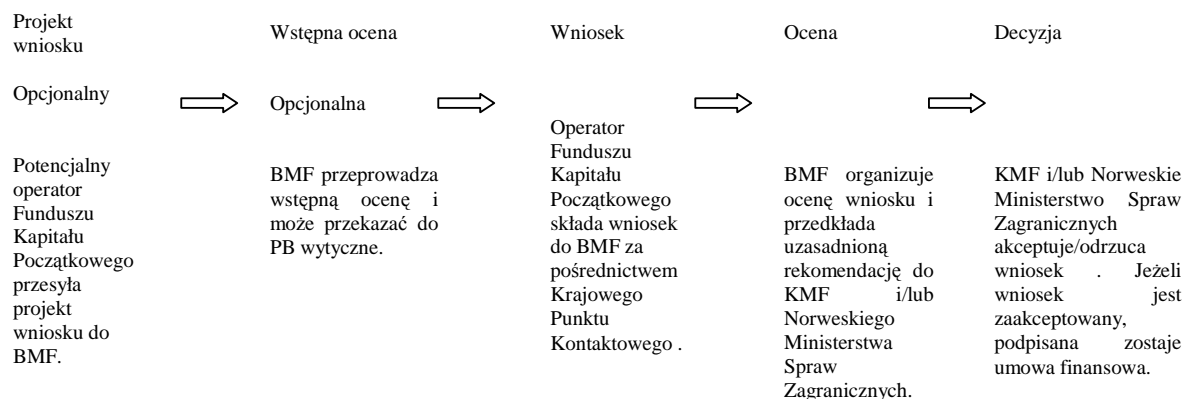 Projekt
wniosku
Opcjonalny
Potencjalny
operator
Funduszu
Kapitału
Początkowego
przesyła
projekt
wniosku do
BMF.
Wstępna ocena
Opcjonalna
BMF przeprowadza
wstępną ocenę i
może przekazać do
PB wytyczne.
Wniosek
Operator
Funduszu
Kapitału
Początkowego
składa wniosek
do BMF za
pośrednictwem
Krajowego
Punktu
Kontaktowego .
Ocena
BMF organizuje
ocenę wniosku i
przedkłada
uzasadnioną
rekomendację do
KMF i/lub
Norweskiego
Ministerstwa
Spraw
Zagranicznych.
Decyzja
KMF i/lub Norweskie
Ministerstwo Spraw
Zagranicznych
akceptuje/odrzuca
wniosek . Jeżeli
wniosek jest
zaakceptowany,
podpisana zostaje
umowa finansowa.